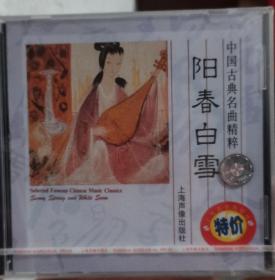 中国古典名曲精粹
阳春·白雪
上海声像出版社
Selected Famous Chinese Music Classics
Sunny Spring and White Snow
特价